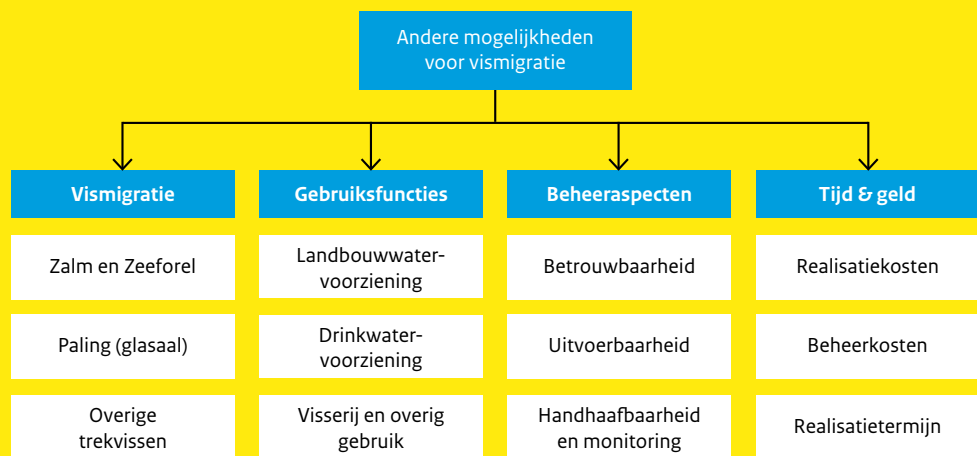 Andere mogelijkheden
voor vismigratie
Vismigratie
Zalm en Zeeforel
Paling (glasaal)
Overige
trekvissen
Gebruiksfuncties
Landbouwwater-
voorziening
Drinkwater-
voorziening
Visserij en overig
gebruik
Beheeraspecten
Betrouwbaarheid
Uitvoerbaarheid
Handhaafbaarheid
en monitoring
Tijd & geld
Realisatiekosten
Beheerkosten
Realisatietermijn